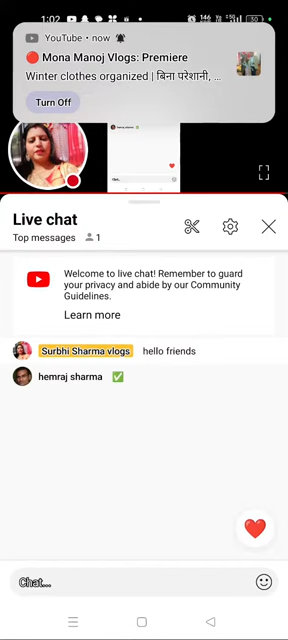 1:02
YouTube • now
🔴 Mona Manoj Vlogs: Premiere
Winter clothes organized | बिना परेशानी, ...
Turn Off
Live chat
Top messages 1
Welcome to live chat! Remember to guard
your privacy and abide by our Community
Guidelines.
Learn more
Surbhi Sharma vlogs hello friends
hemraj sharma ✅
Chat...